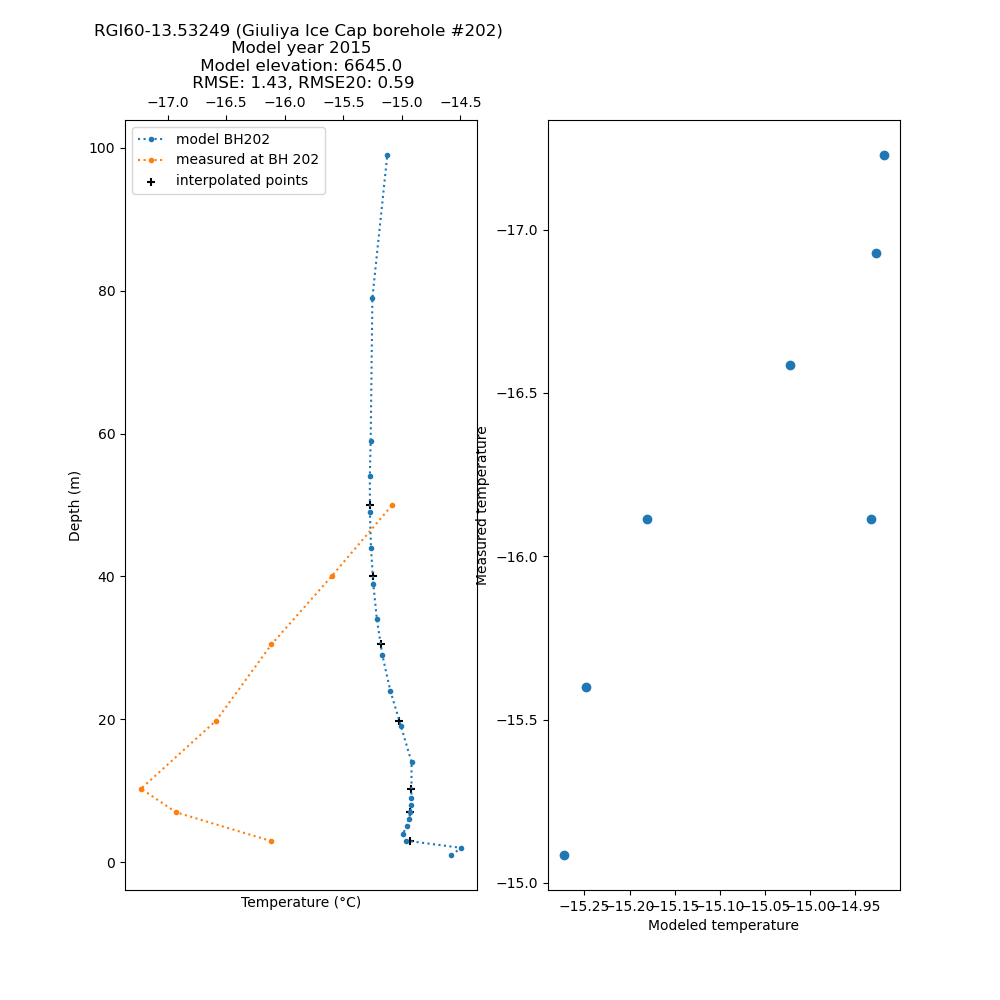 RGI60-13.53249 (Giuliya Ice Cap borehole #202)
Model year 2015
Model elevation: 6645.0
RMSE: 1.43, RMSE20: 0.59
−17.0 −16.5 −16.0 −15.5 −15.0 −14.5
model BH202
measured at BH 202
interpolated points
100
80
60
40
20
0
Depth (m)
Temperature (°C)
−17.0
−16.5
−16.0
−15.5
−15.0
Measured temperature
−15.25 −15.20 −15.15 −15.10 −15.05 −15.00 −14.95
Modeled temperature